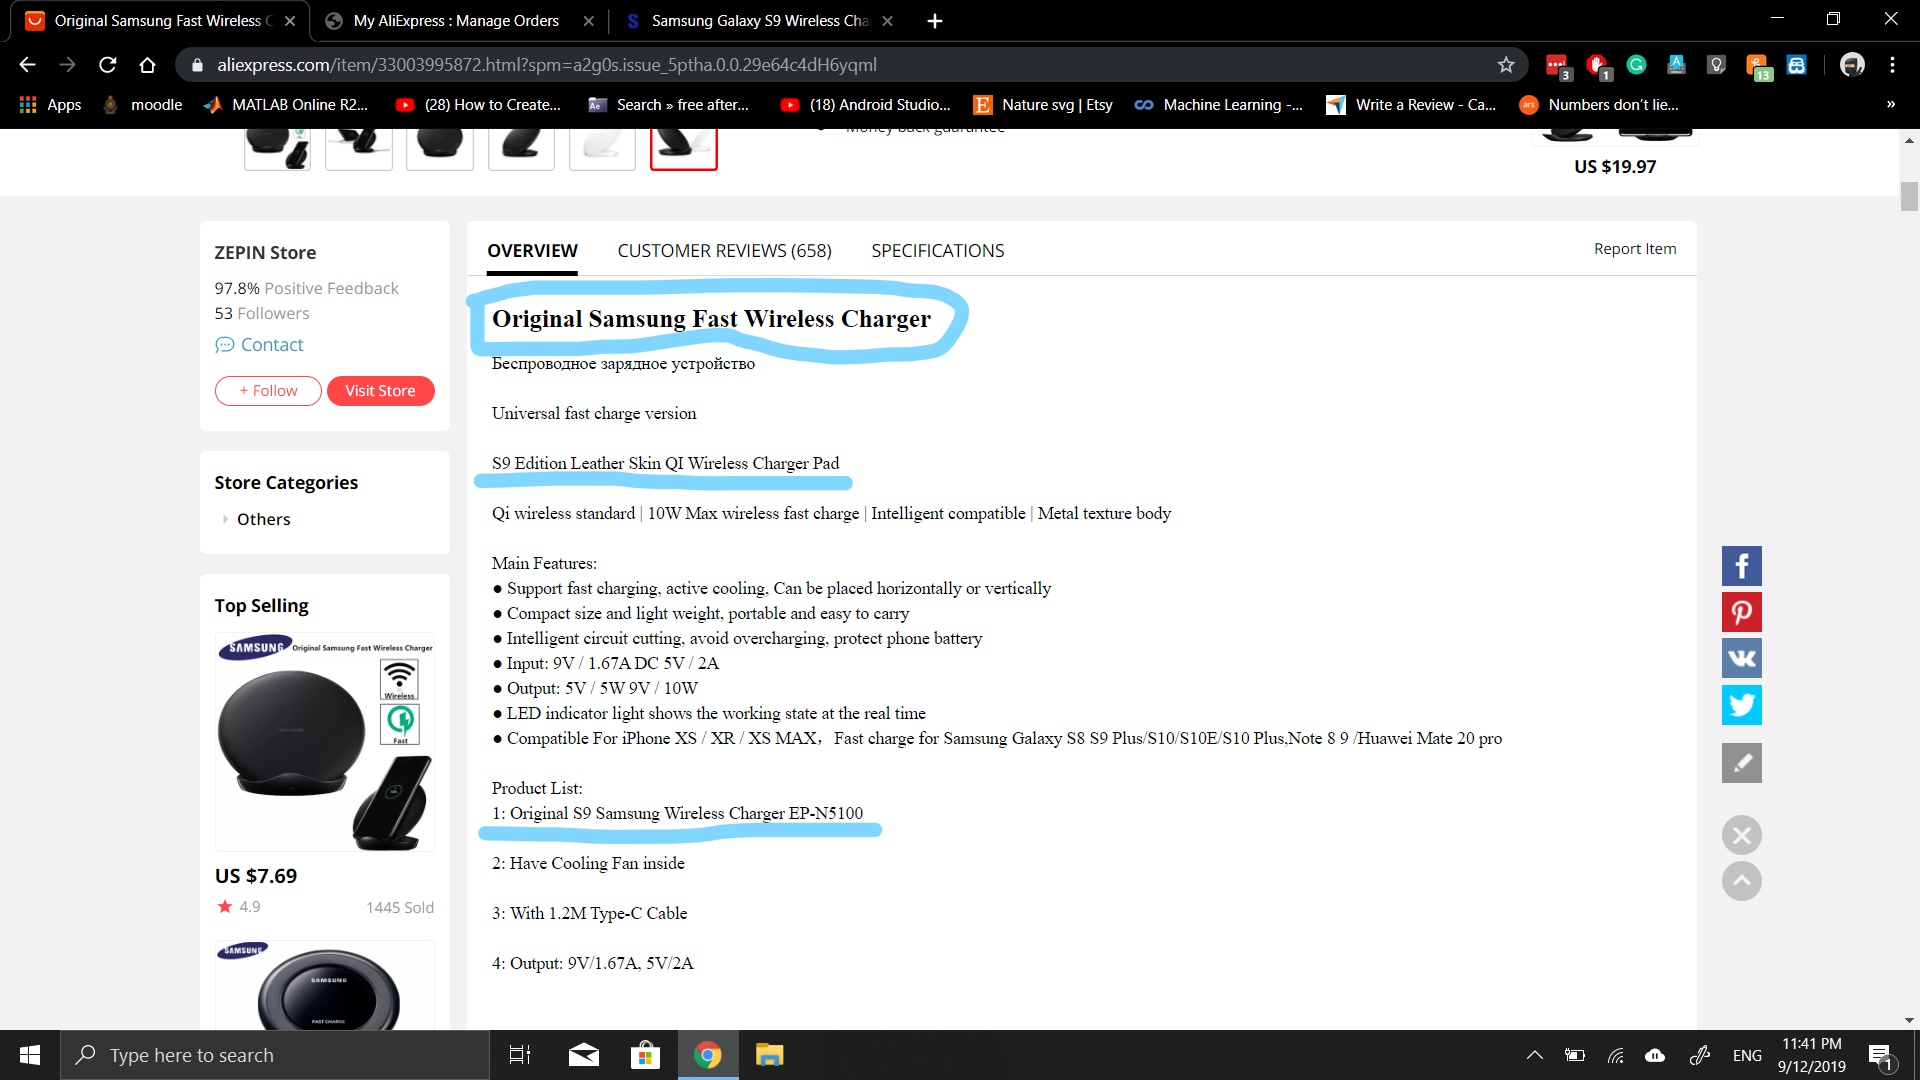 Original Samsung Fast Wireless C
My AliExpress : Manage Orders
Samsung Galaxy S9 Wireless Cha
aliexpress.com/item/33003995872.html?spm=a2g0s.issue_5ptha.0.0.29e64c4dH6yqml
3
1
13
Apps
moodle
MATLAB Online R2...
(28) How to Create...
Search » free after...
(18) Android Studio...
Nature svg | Etsy
Machine Learning -...
Write a Review - Ca...
Numbers don't lie...
»
Money back guarantee
US $19.97
ZEPIN Store
97.8% Positive Feedback
53 Followers
Contact
+ Follow
Visit Store
Store Categories
Others
Top Selling
SAMSUNG Original Samsung Fast Wireless Charger
Wireless
Fast
US $7.69
4.9
1445 Sold
SAMSUNG
SAMSUNG
FAST CHARGE
OVERVIEW
CUSTOMER REVIEWS (658)
SPECIFICATIONS
Report Item
Original Samsung Fast Wireless Charger
Беспроводное зарядное устройство
Universal fast charge version
S9 Edition Leather Skin QI Wireless Charger Pad
Qi wireless standard | 10W Max wireless fast charge | Intelligent compatible | Metal texture body
Main Features:
● Support fast charging, active cooling, Can be placed horizontally or vertically
● Compact size and light weight, portable and easy to carry
● Intelligent circuit cutting, avoid overcharging, protect phone battery
● Input: 9V / 1.67A DC 5V / 2A
● Output: 5V / 5W 9V / 10W
● LED indicator light shows the working state at the real time
● Compatible For iPhone XS / XR / XS MAX，Fast charge for Samsung Galaxy S8 S9 Plus/S10/S10E/S10 Plus,Note 8 9 /Huawei Mate 20 pro
Product List:
1: Original S9 Samsung Wireless Charger EP-N5100
2: Have Cooling Fan inside
3: With 1.2M Type-C Cable
4: Output: 9V/1.67A, 5V/2A
Type here to search
ENG
11:41 PM
9/12/2019
1